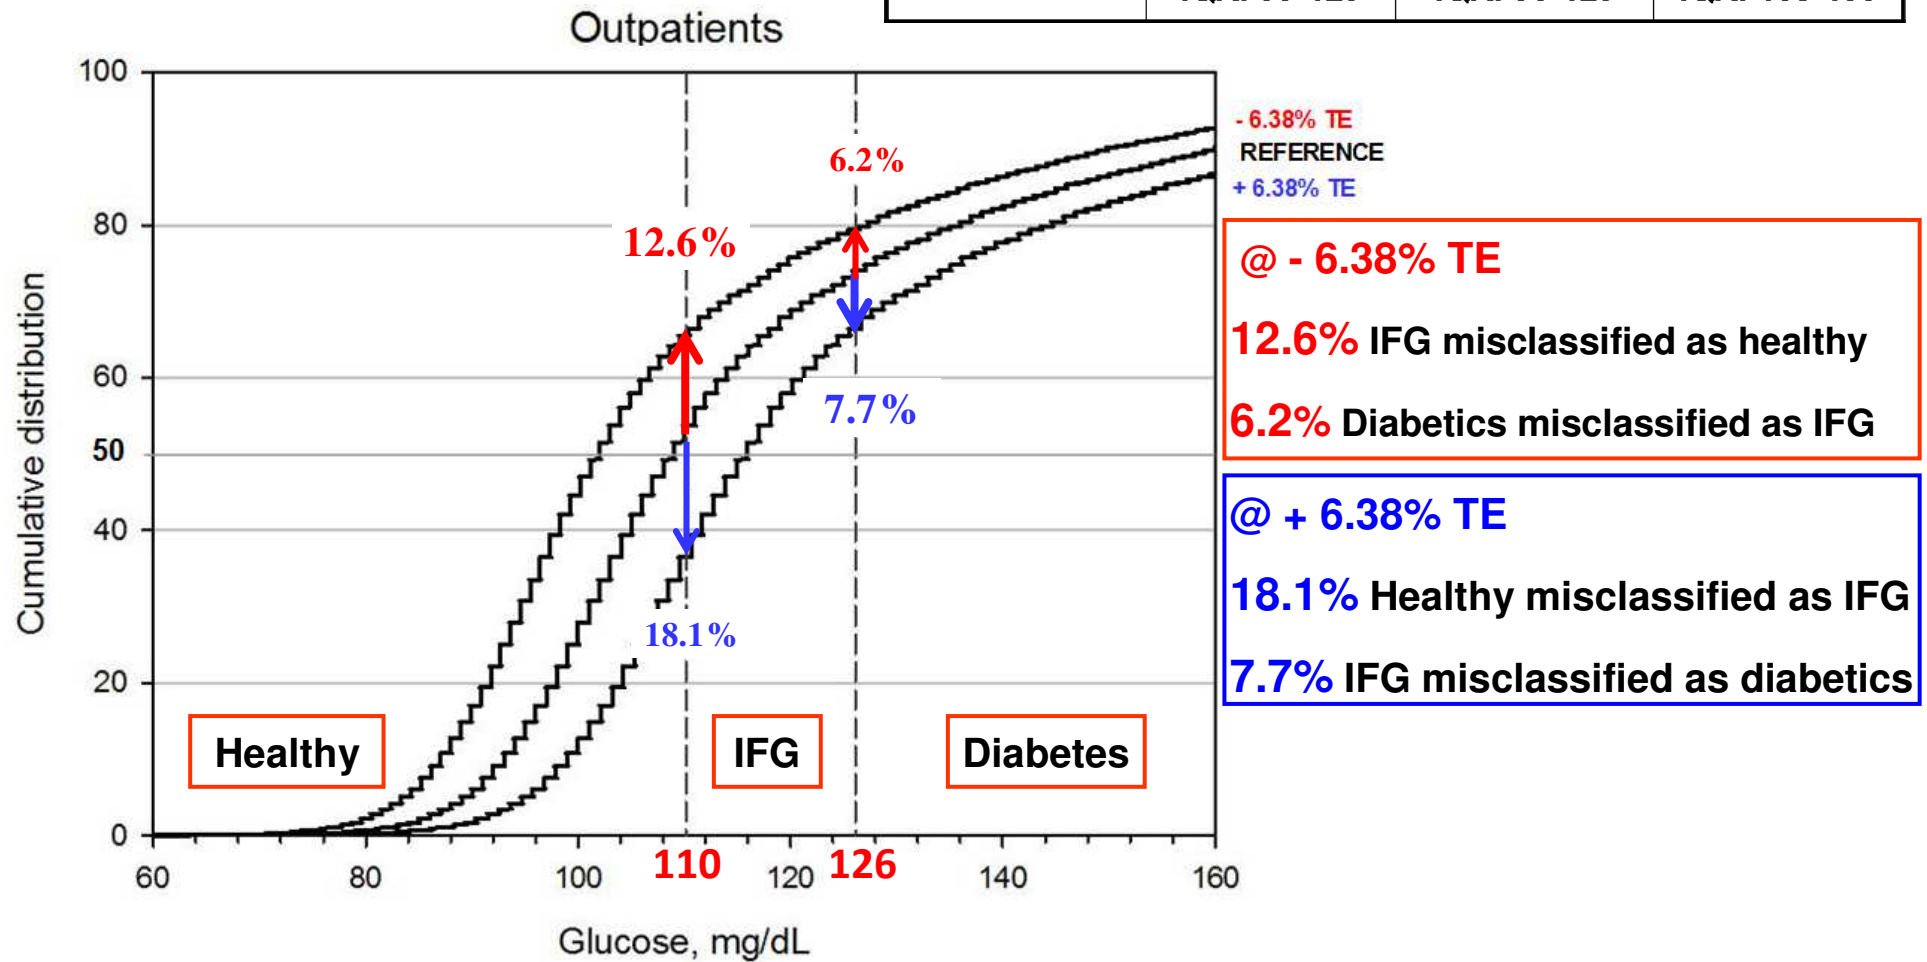 Outpatients
100
80
60
50
40
20
0
Cumulative distribution
60
80
100
110
120
126
140
160
Glucose, mg/dL
12.6%
6.2%
7.7%
18.1%
Healthy
IFG
Diabetes
- 6.38% TE
REFERENCE
+ 6.38% TE
@ - 6.38% TE
12.6% IFG misclassified as healthy
6.2% Diabetics misclassified as IFG
@ + 6.38% TE
18.1% Healthy misclassified as IFG
7.7% IFG misclassified as diabetics